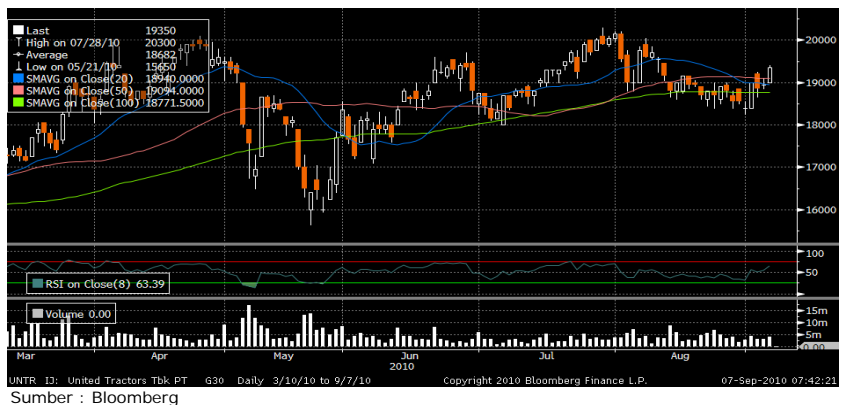 Last 19350
High on 07/28/10 20300
Average 18682
Low on 05/21/10 15650
SMAVG on Close(20) 18940.0000
SMAVG on Close(50) 19094.0000
SMAVG on Close(100) 18771.5000
20000
19000
18000
17000
16000
100
50
RSI on Close(8) 63.39
Volume 0.00
15m
10m
5m
0.00
Mar Apr May Jun Jul Aug
2010
UNTR IJ: United Tractors Tbk PT G30 Daily 3/10/10 to 9/7/10 Copyright 2010 Bloomberg Finance L.P. 07-Sep-2010 07:42:21
Sumber : Bloomberg